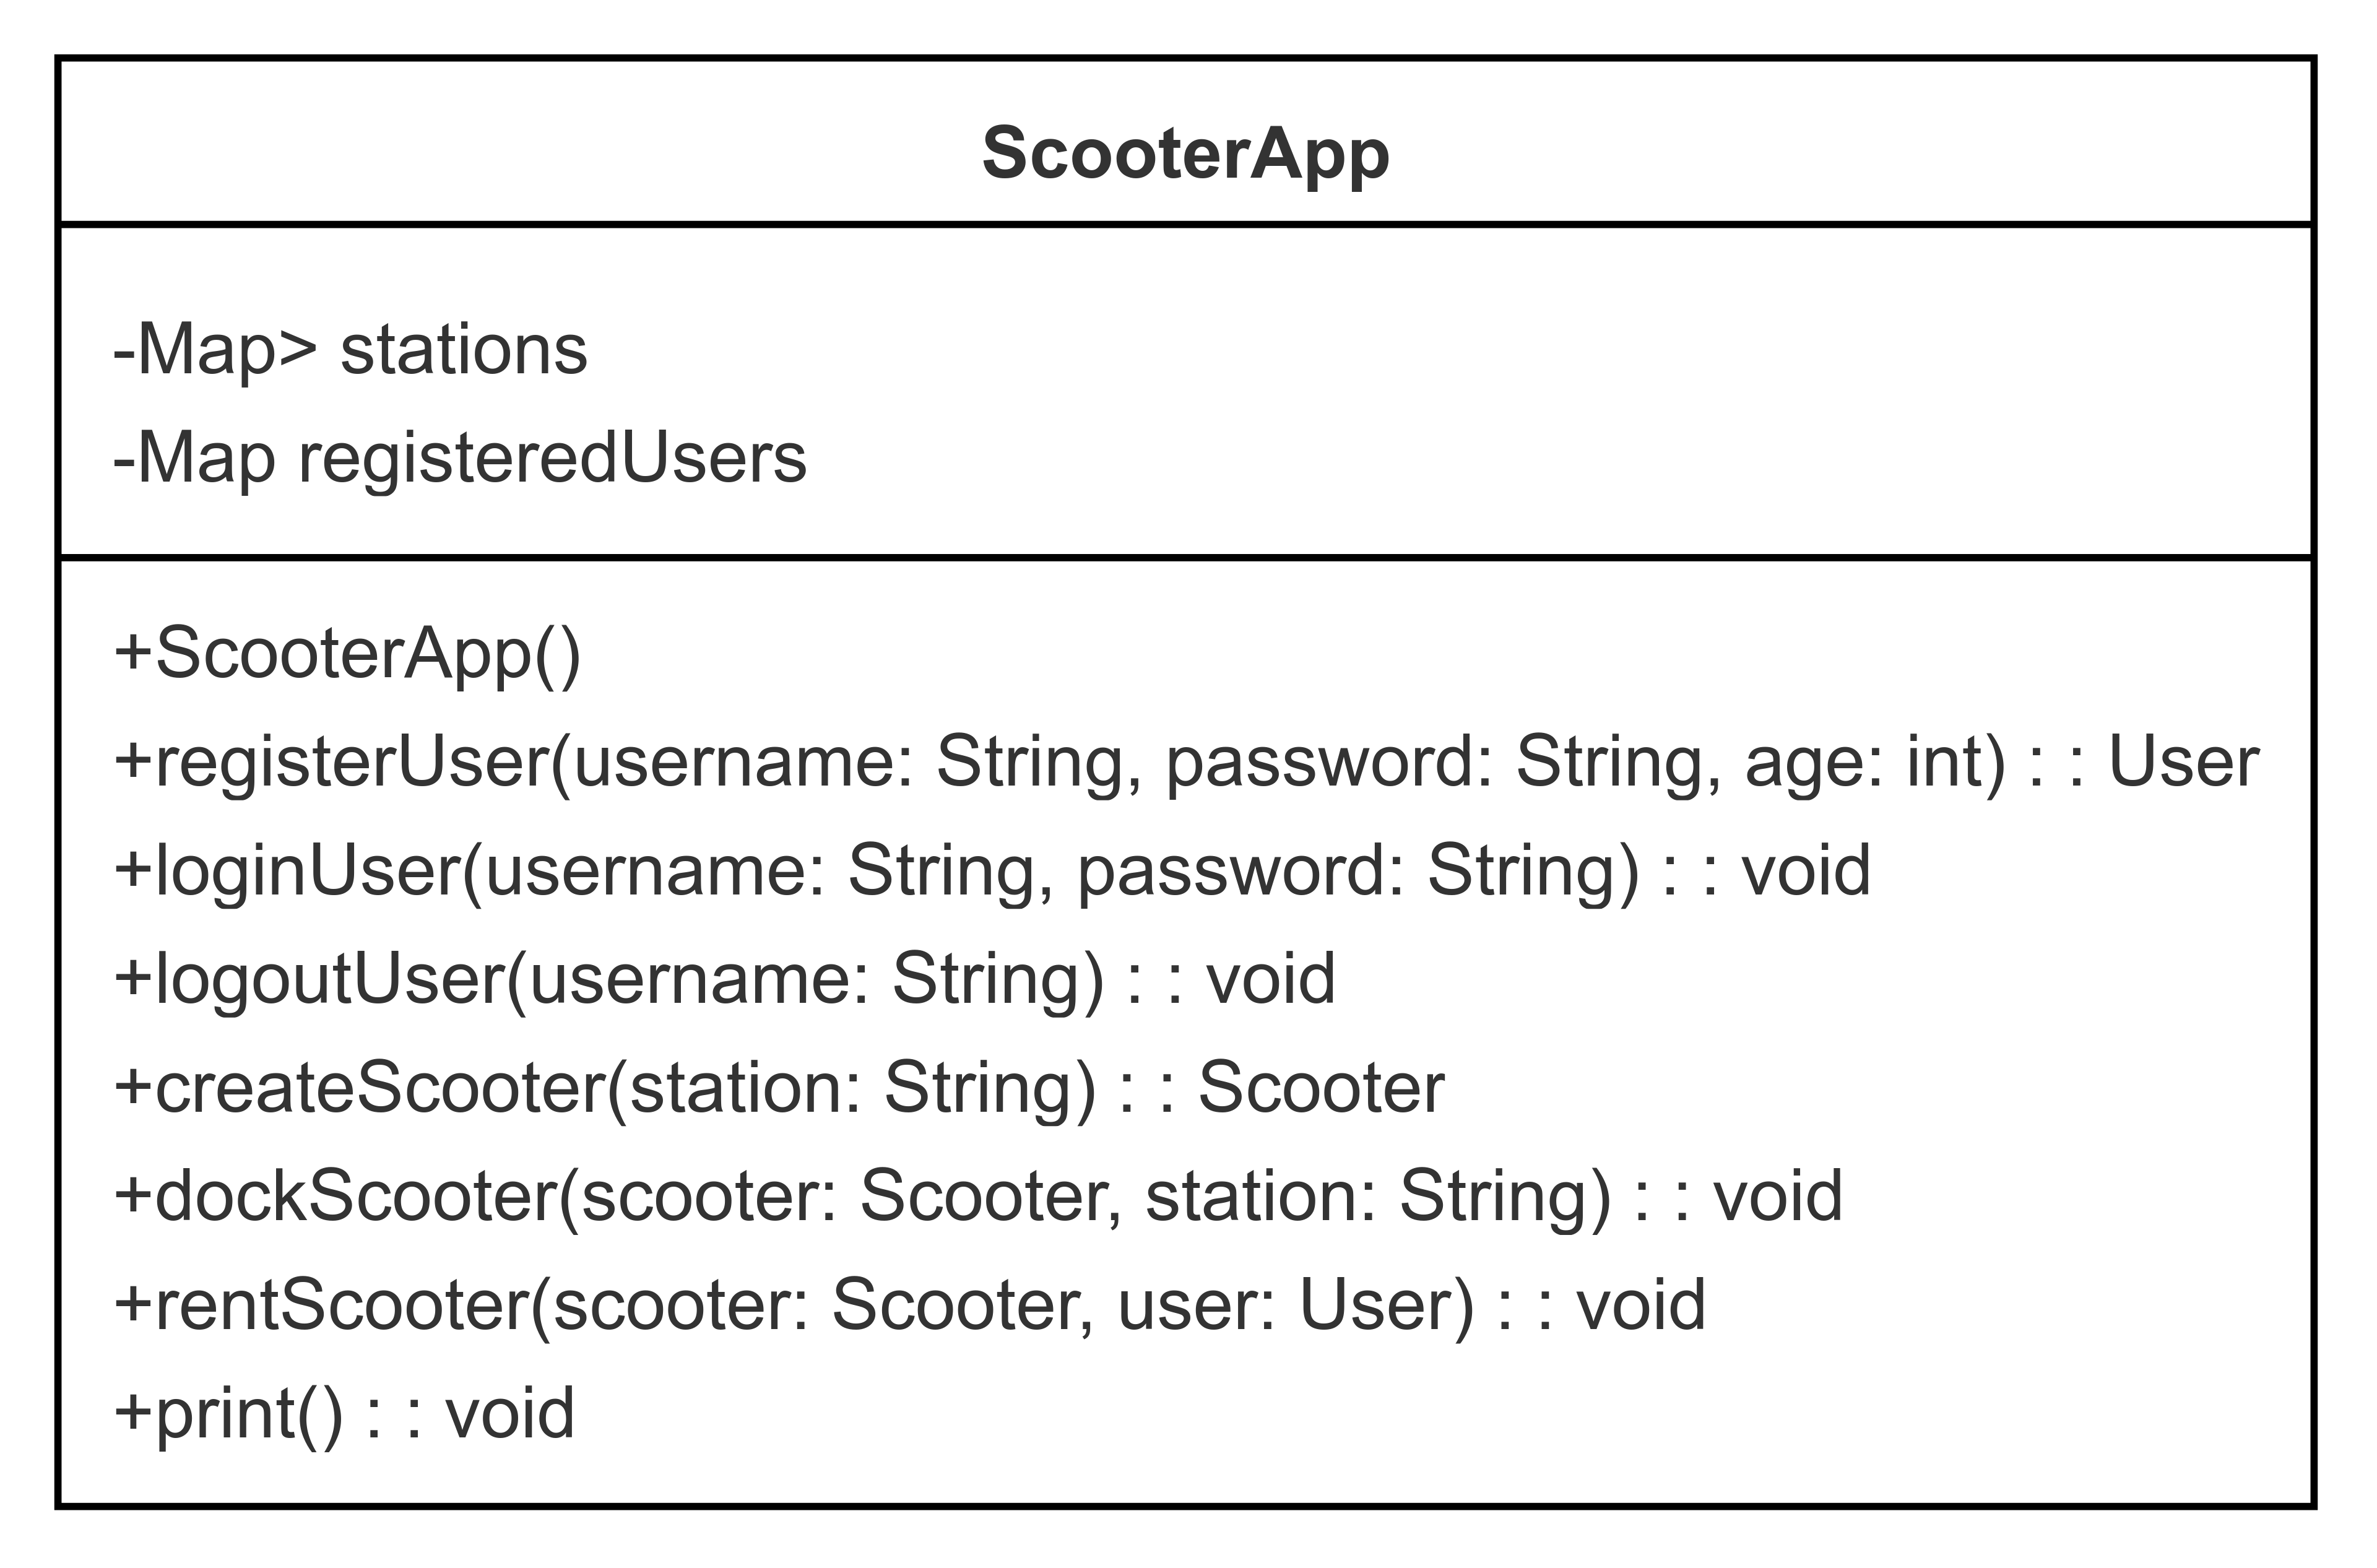 ScooterApp
-Map> stations
-Map registeredUsers
+ScooterApp()
+registerUser(username: String, password: String, age: int) : : User
+loginUser(username: String, password: String) : : void
+logoutUser(username: String) : : void
+createScooter(station: String) : : Scooter
+dockScooter(scooter: Scooter, station: String) : : void
+rentScooter(scooter: Scooter, user: User) : : void
+print() : : void